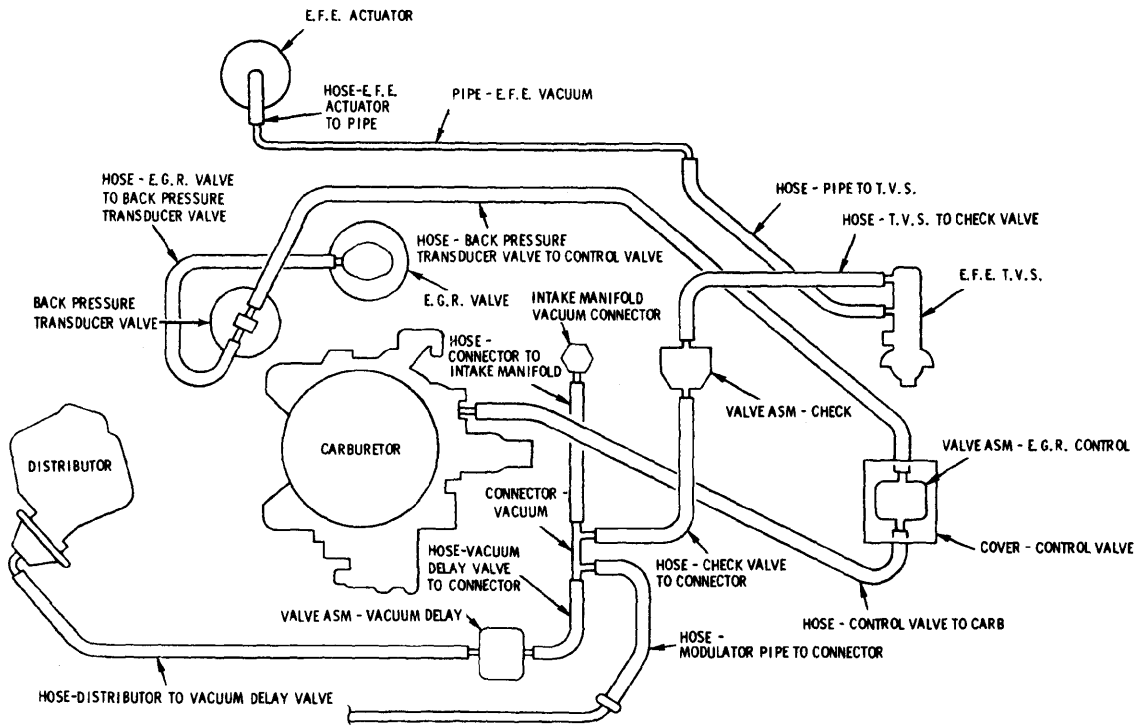 E.F.E. ACTUATOR
HOSE-E.F.E.
ACTUATOR
TO PIPE
PIPE - E.F.E. VACUUM
HOSE - E.G.R. VALVE
TO BACK PRESSURE
TRANSDUCER VALVE
HOSE - PIPE TO T.V.S.
HOSE - T.V.S. TO CHECK VALVE
HOSE - BACK PRESSURE
TRANSDUCER VALVE TO CONTROL VALVE
E.F.E. T.V.S.
E.G.R. VALVE
BACK PRESSURE
TRANSDUCER VALVE
INTAKE MANIFOLD
VACUUM CONNECTOR
HOSE -
CONNECTOR TO
INTAKE MANIFOLD
VALVE ASM - CHECK
CARBURETOR
DISTRIBUTOR
VALVE ASM - E.G.R. CONTROL
CONNECTOR -
VACUUM
COVER - CONTROL VALVE
HOSE-VACUUM
DELAY VALVE
TO CONNECTOR
HOSE - CHECK VALVE
TO CONNECTOR
VALVE ASM - VACUUM DELAY
HOSE - CONTROL VALVE TO CARB
HOSE -
MODULATOR PIPE TO CONNECTOR
HOSE-DISTRIBUTOR TO VACUUM DELAY VALVE